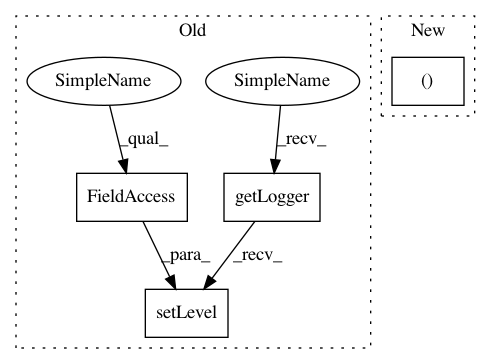 Old
New
SimpleName
SimpleName
()
_qual_
_recv_
FieldAccess
getLogger
_para_
_recv_
setLevel